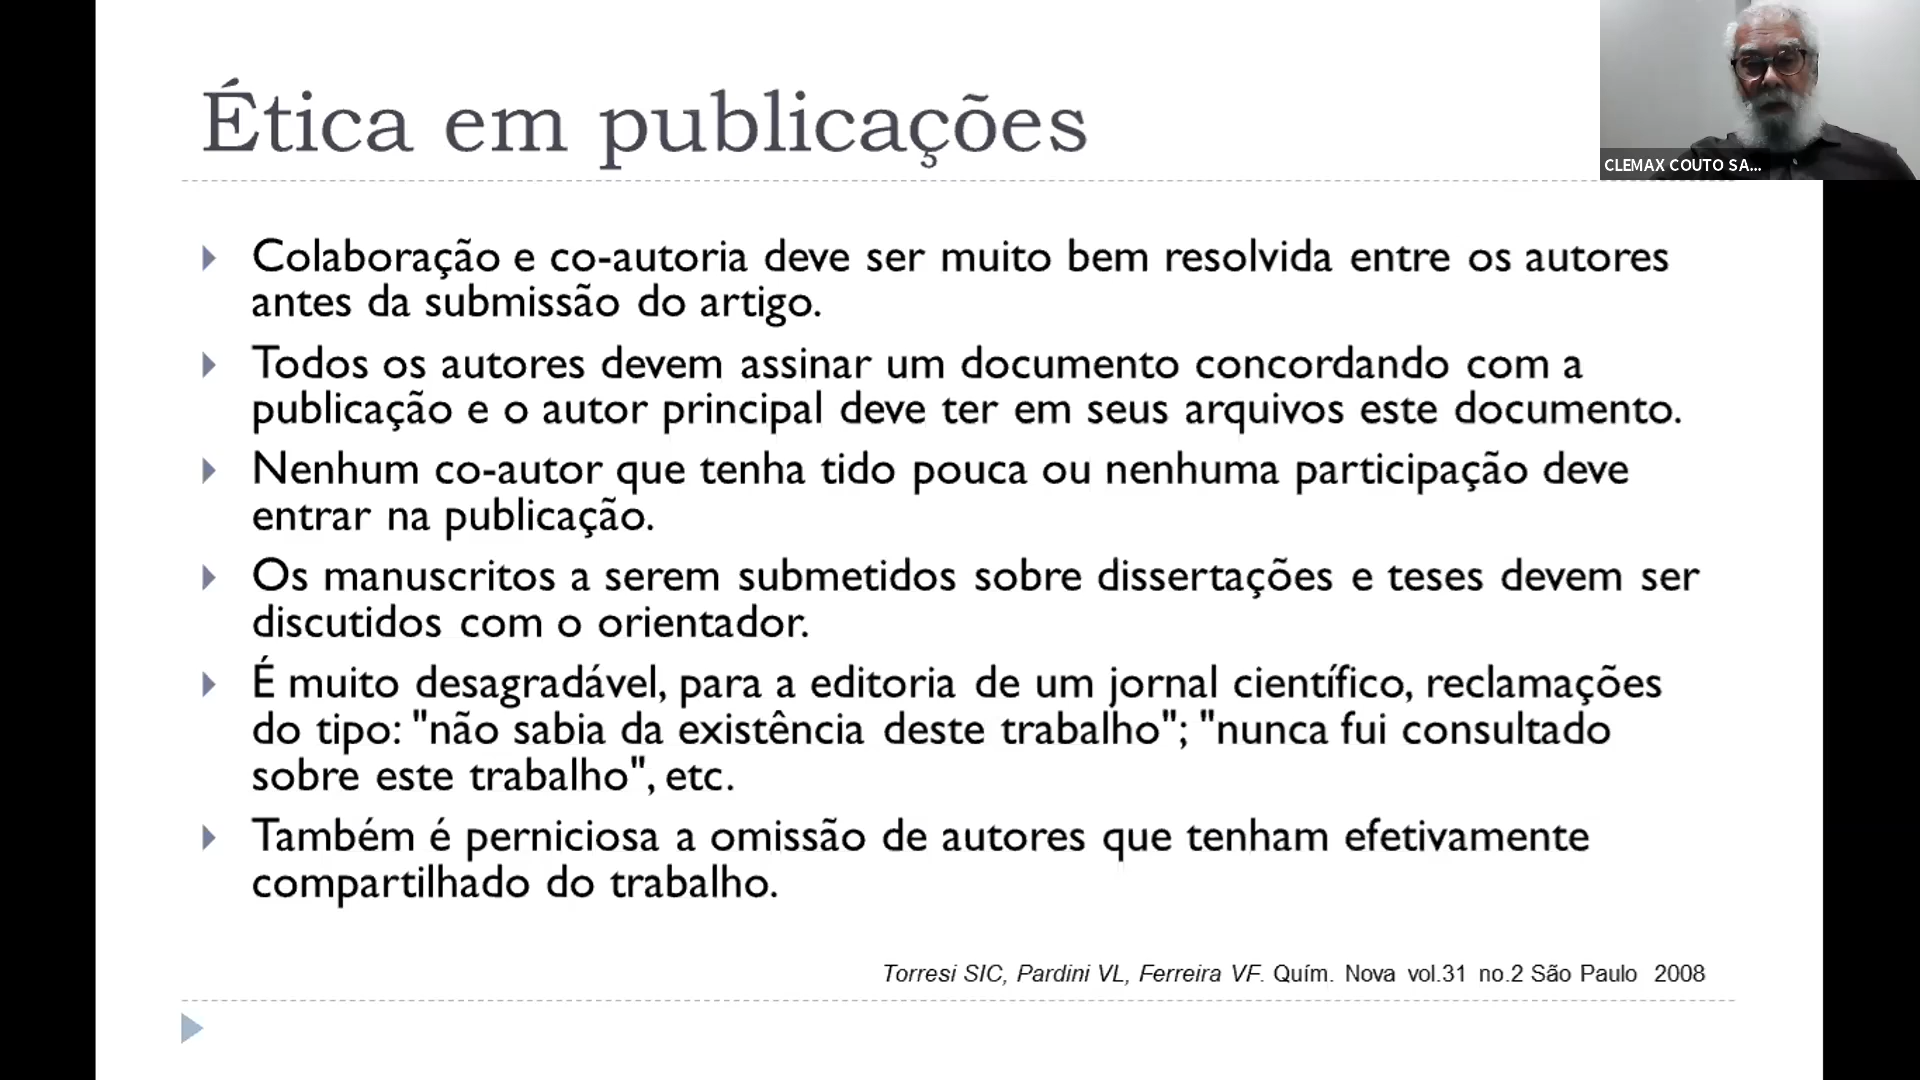 Ética em publicações
CLEMAX COUTO SA...
Colaboração e co-autoria deve ser muito bem resolvida entre os autores
antes da submissão do artigo.
Todos os autores devem assinar um documento concordando com a
publicação e o autor principal deve ter em seus arquivos este documento.
Nenhum co-autor que tenha tido pouca ou nenhuma participação deve
entrar na publicação.
Os manuscritos a serem submetidos sobre dissertações e teses devem ser
discutidos com o orientador.
É muito desagradável, para a editoria de um jornal científico, reclamações
do tipo: "não sabia da existência deste trabalho"; "nunca fui consultado
sobre este trabalho", etc.
Também é perniciosa a omissão de autores que tenham efetivamente
compartilhado do trabalho.
Torresi SIC, Pardini VL, Ferreira VF. Quím. Nova vol.31 no.2 São Paulo 2008